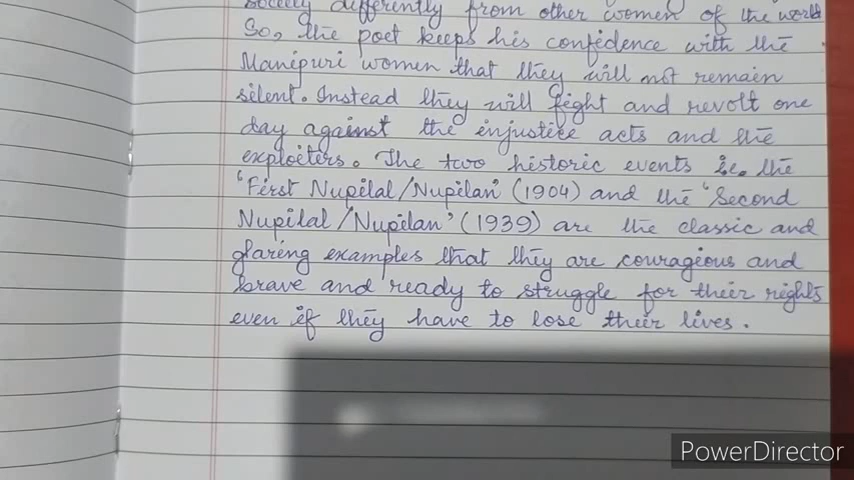 society differently from other women of the world
So, the poet keeps his confidence with the
Manipuri women that they will not remain
silent. Instead they will fight and revolt one
day against the injustice acts and the
exploiters. The two historic events i.e. the
'First Nupilal/Nupilan' (1904) and the 'Second
Nupilal/Nupilan' (1939) are the classic and
glaring examples that they are courageous and
brave and ready to struggle for their rights
even if they have to lose their lives.
PowerDirector